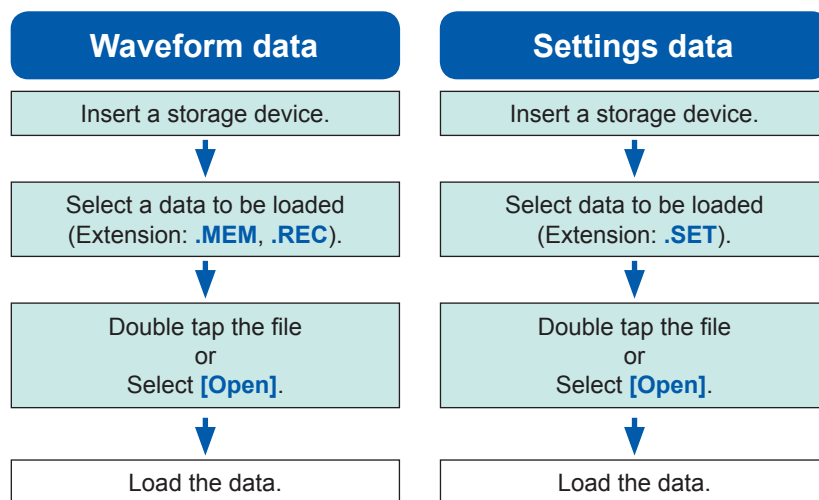 Waveform data
Insert a storage device.
Select a data to be loaded
(Extension: .MEM, .REC).
Double tap the file
or
Select [Open].
Load the data.
Settings data
Insert a storage device.
Select data to be loaded
(Extension: .SET).
Double tap the file
or
Select [Open].
Load the data.